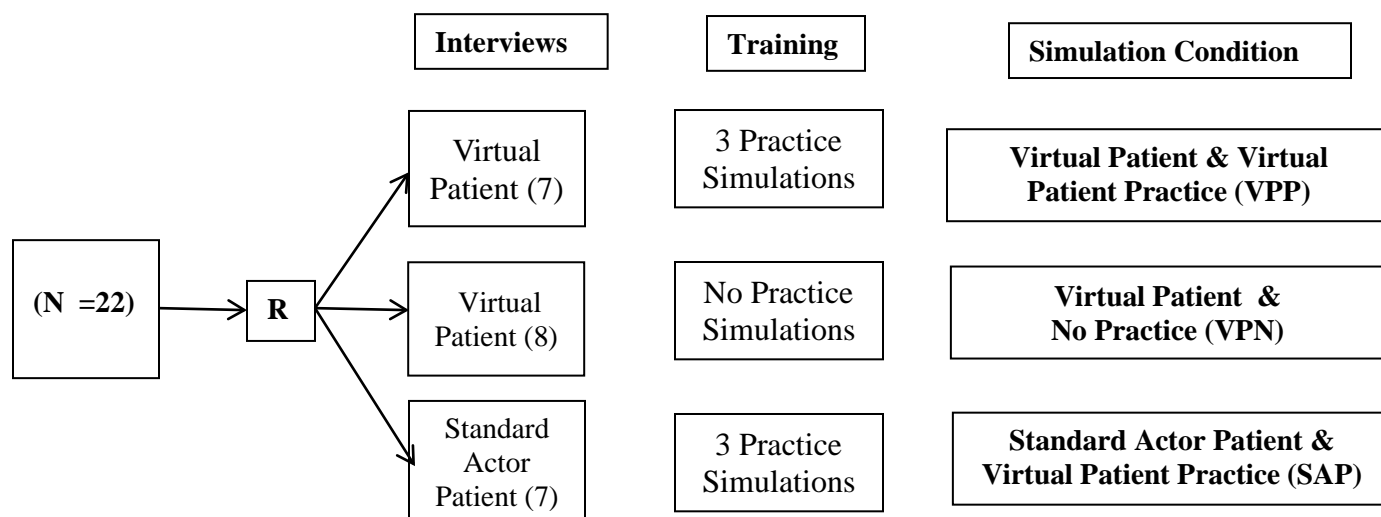 Interviews
Training
Simulation Condition
Virtual
Patient (7)
3 Practice
Simulations
Virtual Patient & Virtual
Patient Practice (VPP)
(N =22)
R
Virtual
Patient (8)
No Practice
Simulations
Virtual Patient &
No Practice (VPN)
Standard
Actor
Patient (7)
3 Practice
Simulations
Standard Actor Patient &
Virtual Patient Practice (SAP)